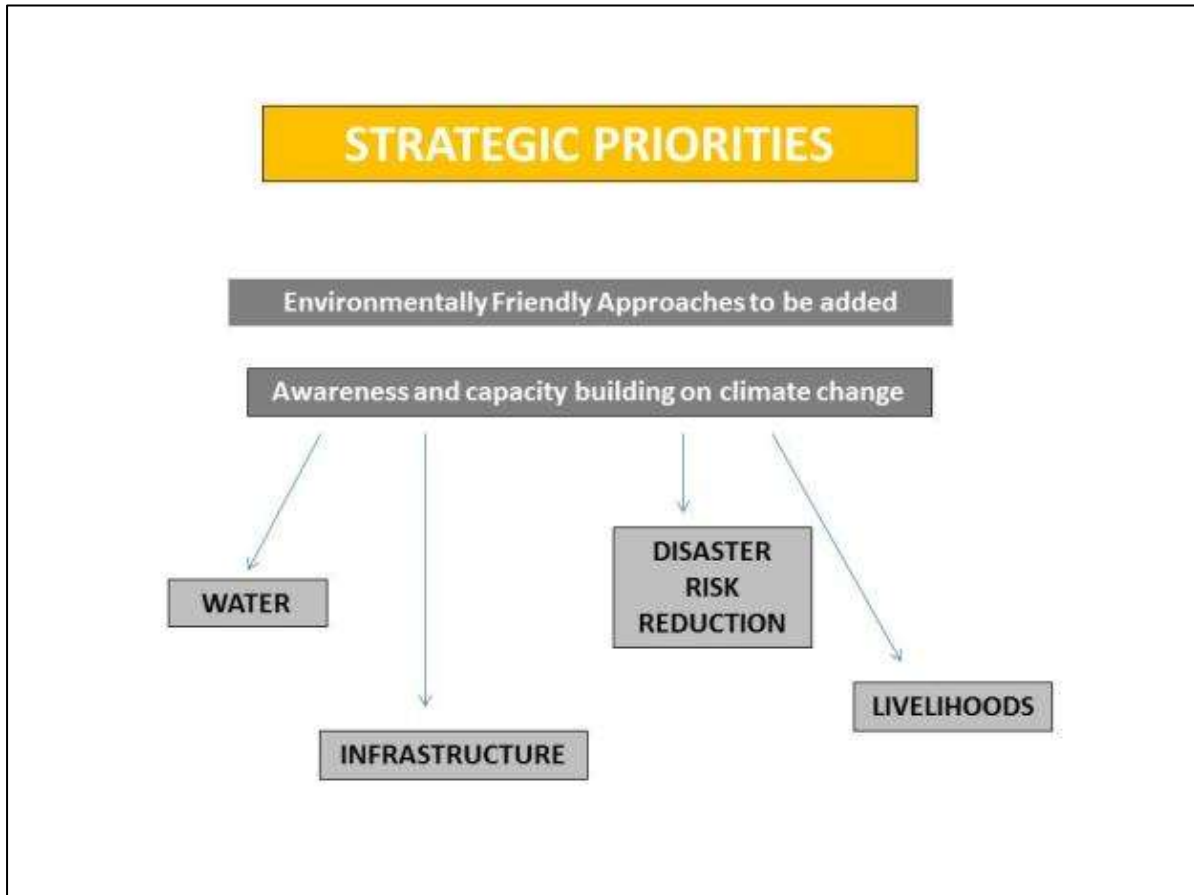 STRATEGIC PRIORITIES
Environmentally Friendly Approaches to be added
Awareness and capacity building on climate change
WATER
DISASTER
RISK
REDUCTION
LIVELIHOODS
INFRASTRUCTURE